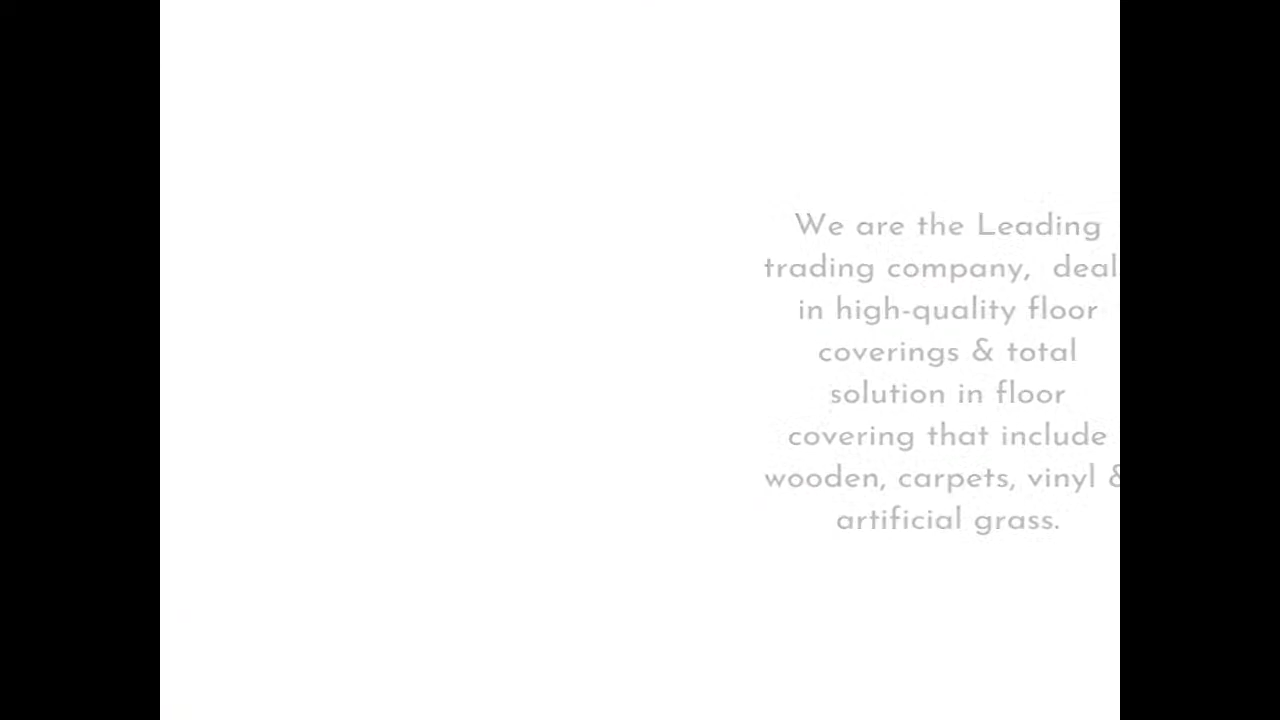 We are the Leading
trading company, deal
in high-quality floor
coverings & total
solution in floor
covering that include
wooden, carpets, vinyl &
artificial grass.